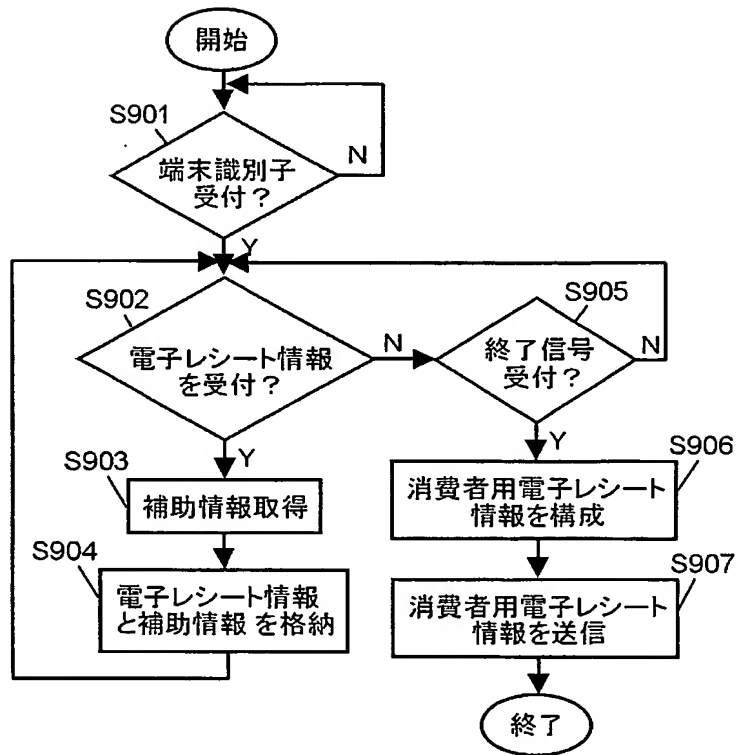 開始
S901
端末識別子
受付？
N
Y
S902
電子レシート情報
を受付？
N
S905
終了信号
受付？
N
Y
Y
S903
補助情報取得
S904
電子レシート情報
と補助情報を格納
S906
消費者用電子レシート
情報を構成
S907
消費者用電子レシート
情報を送信
終了